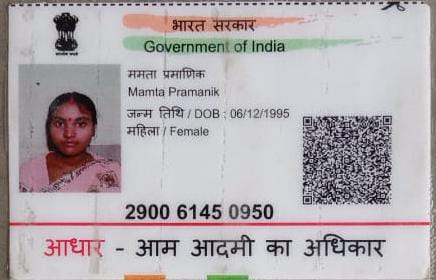 भारत सरकार
Government of India
ममता प्रमाणिक
Mamta Pramanik
जन्म तिथि / DOB : 06/12/1995
महिला / Female
2900 6145 0950
आधार - आम आदमी का अधिकार